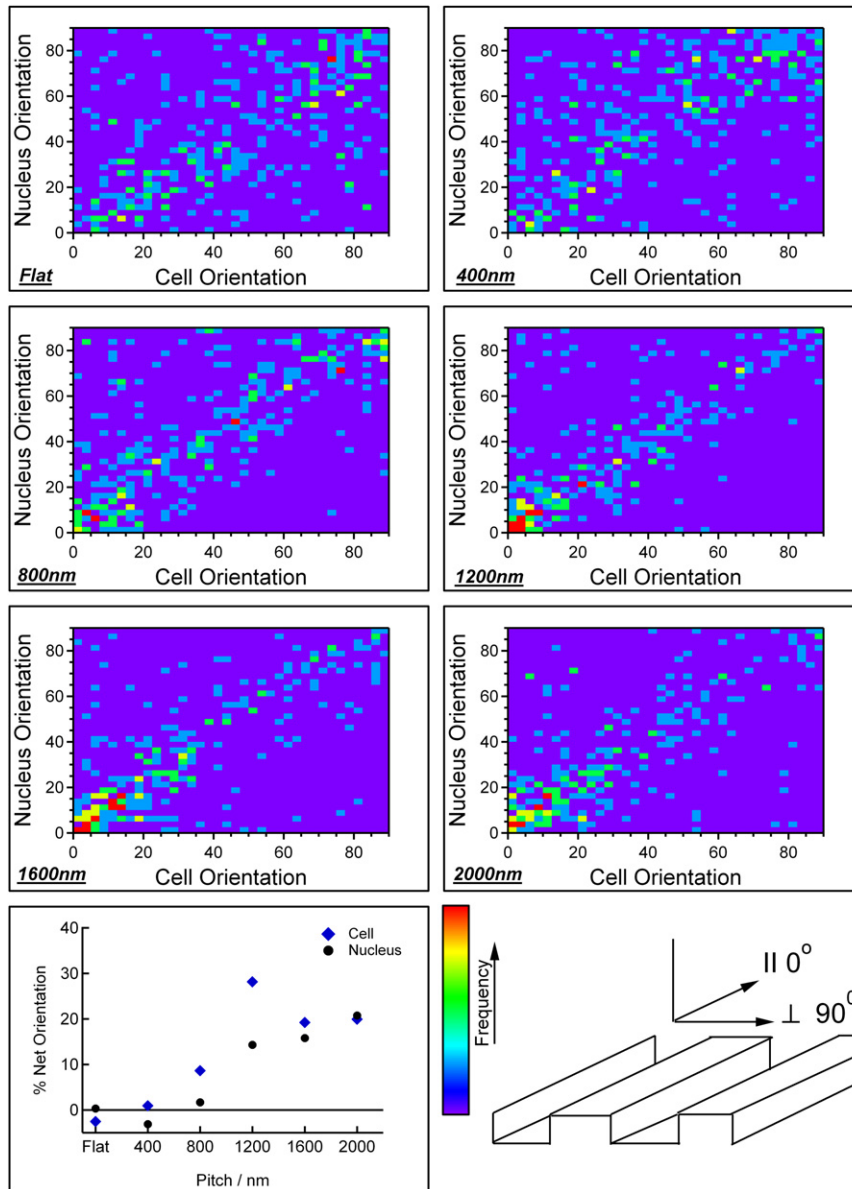 Nucleus Orientation
80
60
40
20
0
0 20 40 60 80
Flat
Cell Orientation
Nucleus Orientation
80
60
40
20
0
0 20 40 60 80
400nm
Cell Orientation
Nucleus Orientation
80
60
40
20
0
0 20 40 60 80
800nm
Cell Orientation
Nucleus Orientation
80
60
40
20
0
0 20 40 60 80
1200nm
Cell Orientation
Nucleus Orientation
80
60
40
20
0
0 20 40 60 80
1600nm
Cell Orientation
Nucleus Orientation
80
60
40
20
0
0 20 40 60 80
2000nm
Cell Orientation
% Net Orientation
40
30
20
10
0
Cell
Nucleus
Flat 400 800 1200 1600 2000
Pitch / nm
Frequency
II 0°
⊥ 90°